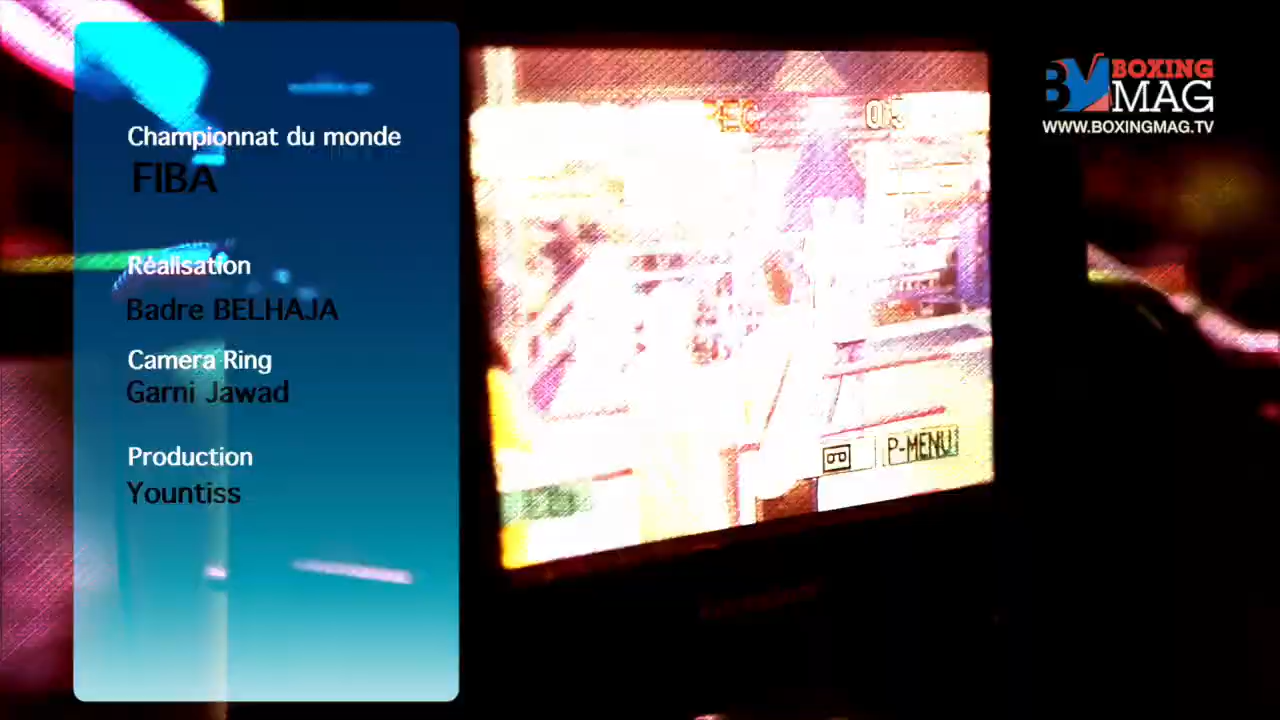 Championnat du monde
FIBA
Réalisation
Badre BELHAJA
Camera Ring
Garni Jawad
Production
Yountiss
BOXING
MAG
WWW.BOXINGMAG.TV
REC
P-MENU